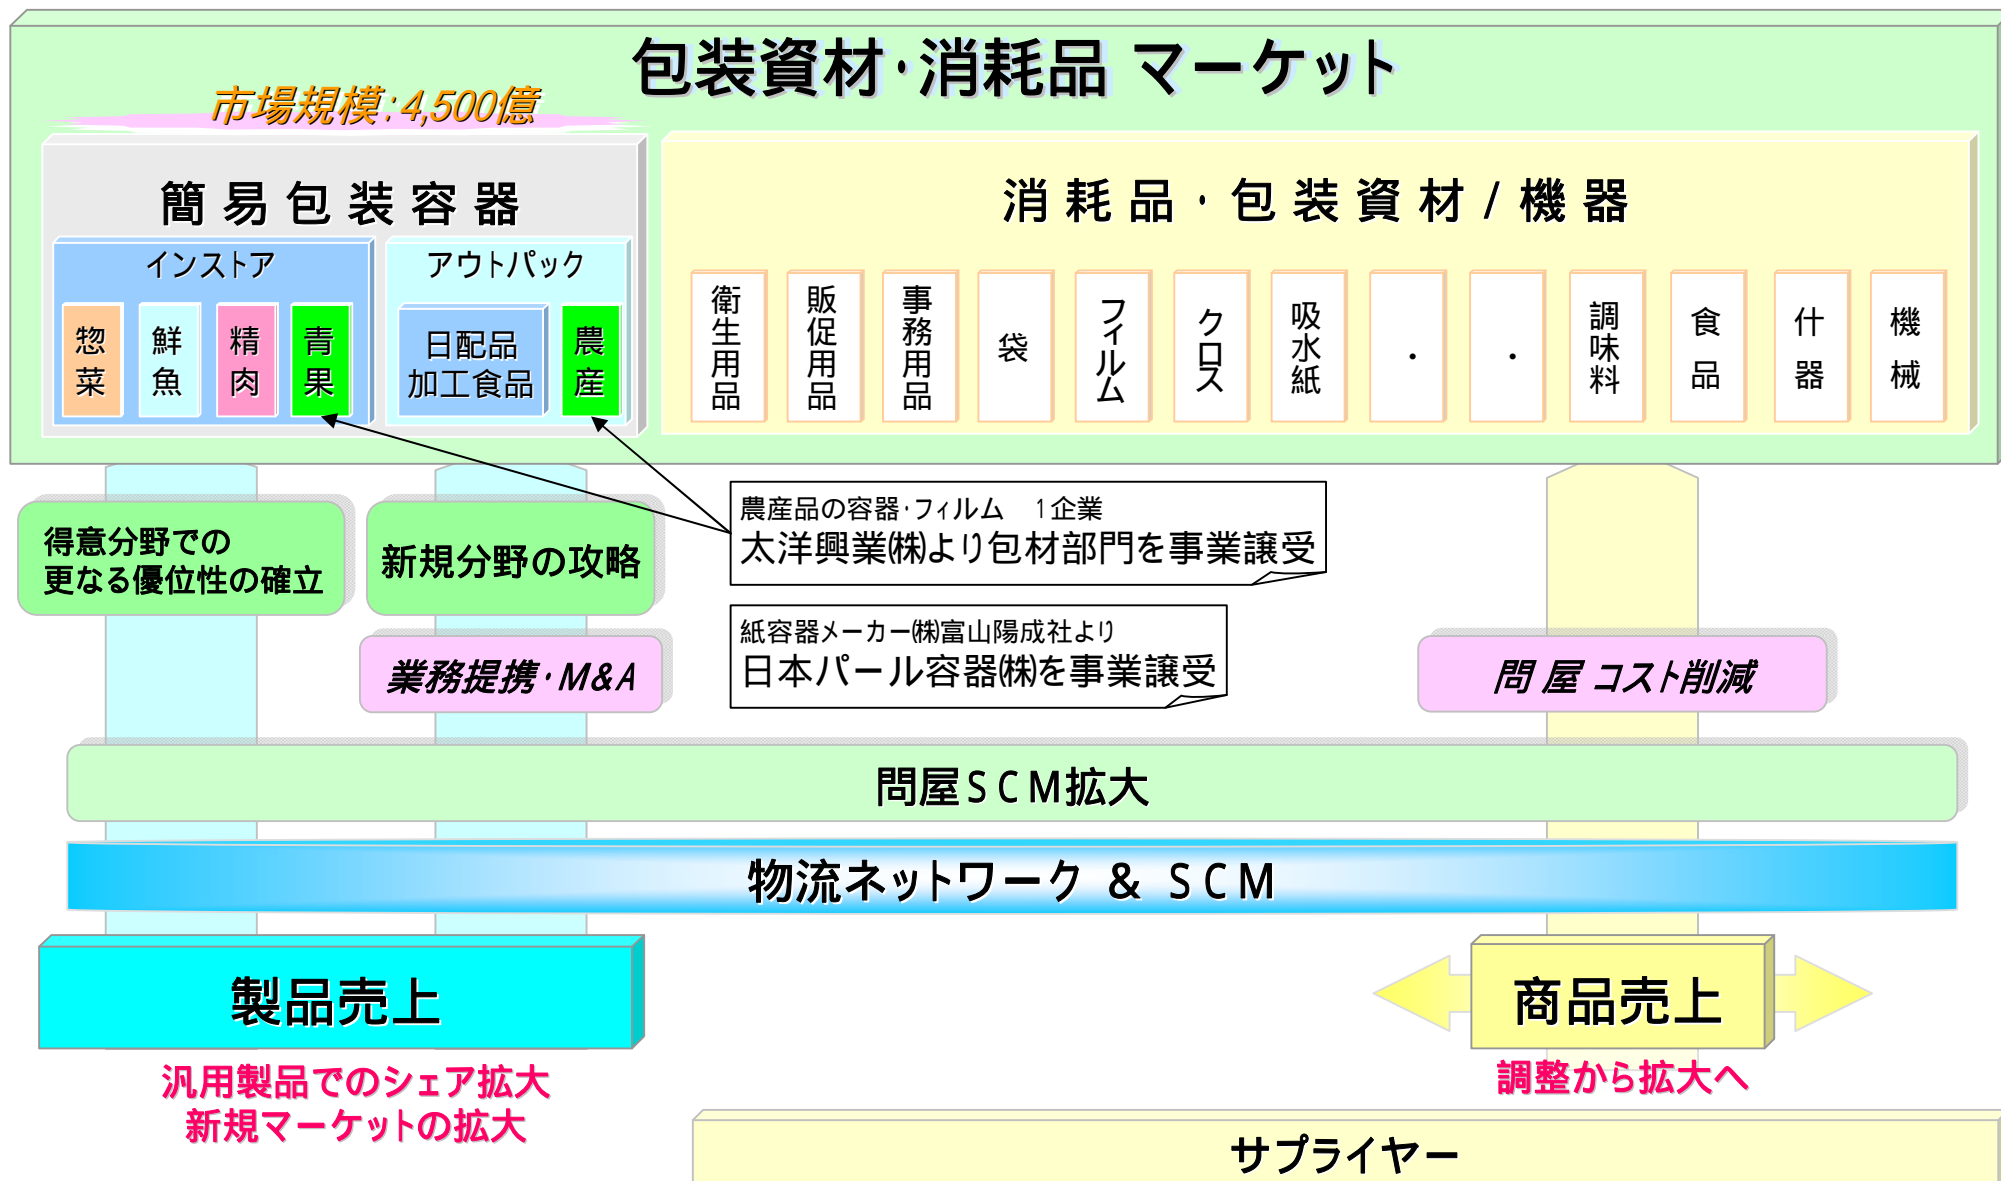 包装資材・消耗品 マーケット
市場規模：4,500億
簡易包装容器
消耗品・包装資材/機器
インストア
アウトパック
惣菜
鮮魚
精肉
青果
日配品
加工食品
農産
衛生用品
販促用品
事務用品
袋
フィルム
クロス
吸水紙
・
・
調味料
食品
什器
機械
農産品の容器・フィルム　1企業
太洋興業㈱より包材部門を事業譲受
得意分野での
更なる優位性の確立
新規分野の攻略
紙容器メーカー㈱富山陽成社より
日本パール容器㈱を事業譲受
業務提携・M&A
問屋コスト削減
問屋SCM拡大
物流ネットワーク ＆ SCM
製品売上
商品売上
汎用製品でのシェア拡大
新規マーケットの拡大
調整から拡大へ
サプライヤー